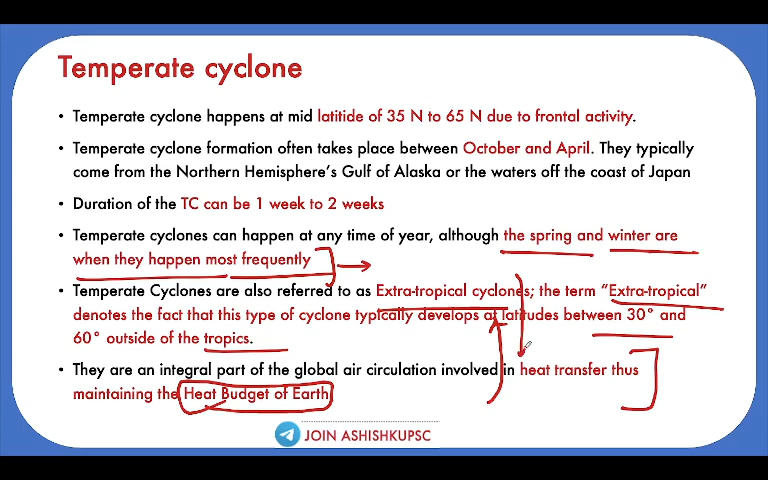 Temperate cyclone
• Temperate cyclone happens at mid latitide of 35 N to 65 N due to frontal activity.
• Temperate cyclone formation often takes place between October and April. They typically
come from the Northern Hemisphere's Gulf of Alaska or the waters off the coast of Japan
• Duration of the TC can be 1 week to 2 weeks
• Temperate cyclones can happen at any time of year, although the spring and winter are
when they happen most frequently
• Temperate Cyclones are also referred to as Extra-tropical cyclones; the term "Extra-tropical"
denotes the fact that this type of cyclone typically develops at latitudes between 30° and
60° outside of the tropics.
• They are an integral part of the global air circulation involved in heat transfer thus
maintaining the Heat Budget of Earth
JOIN ASHISHKUPSC